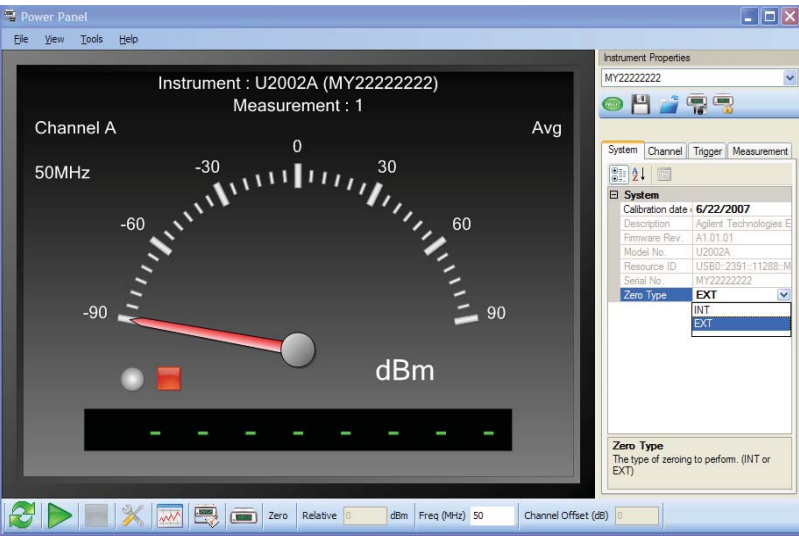 Power Panel
File View Tools Help
Instrument : U2002A (MY22222222)
Measurement : 1
Channel A
Avg
50MHz
-90
-60
-30
0
30
60
90
dBm
- - - - - - - -
Instrument Properties
MY22222222
System Channel Trigger Measurement
System
Calibration date 6/22/2007
Description Agilent Technologies E
Firmware Rev. A1.01.01
Model No. U2002A
Resource ID USB0::2391::11288::M
Serial No. MY22222222
Zero Type EXT
INT
EXT
Zero Type
The type of zeroing to perform. (INT or
EXT)
Zero Relative 0 dBm Freq (MHz) 50 Channel Offset (dB) 0